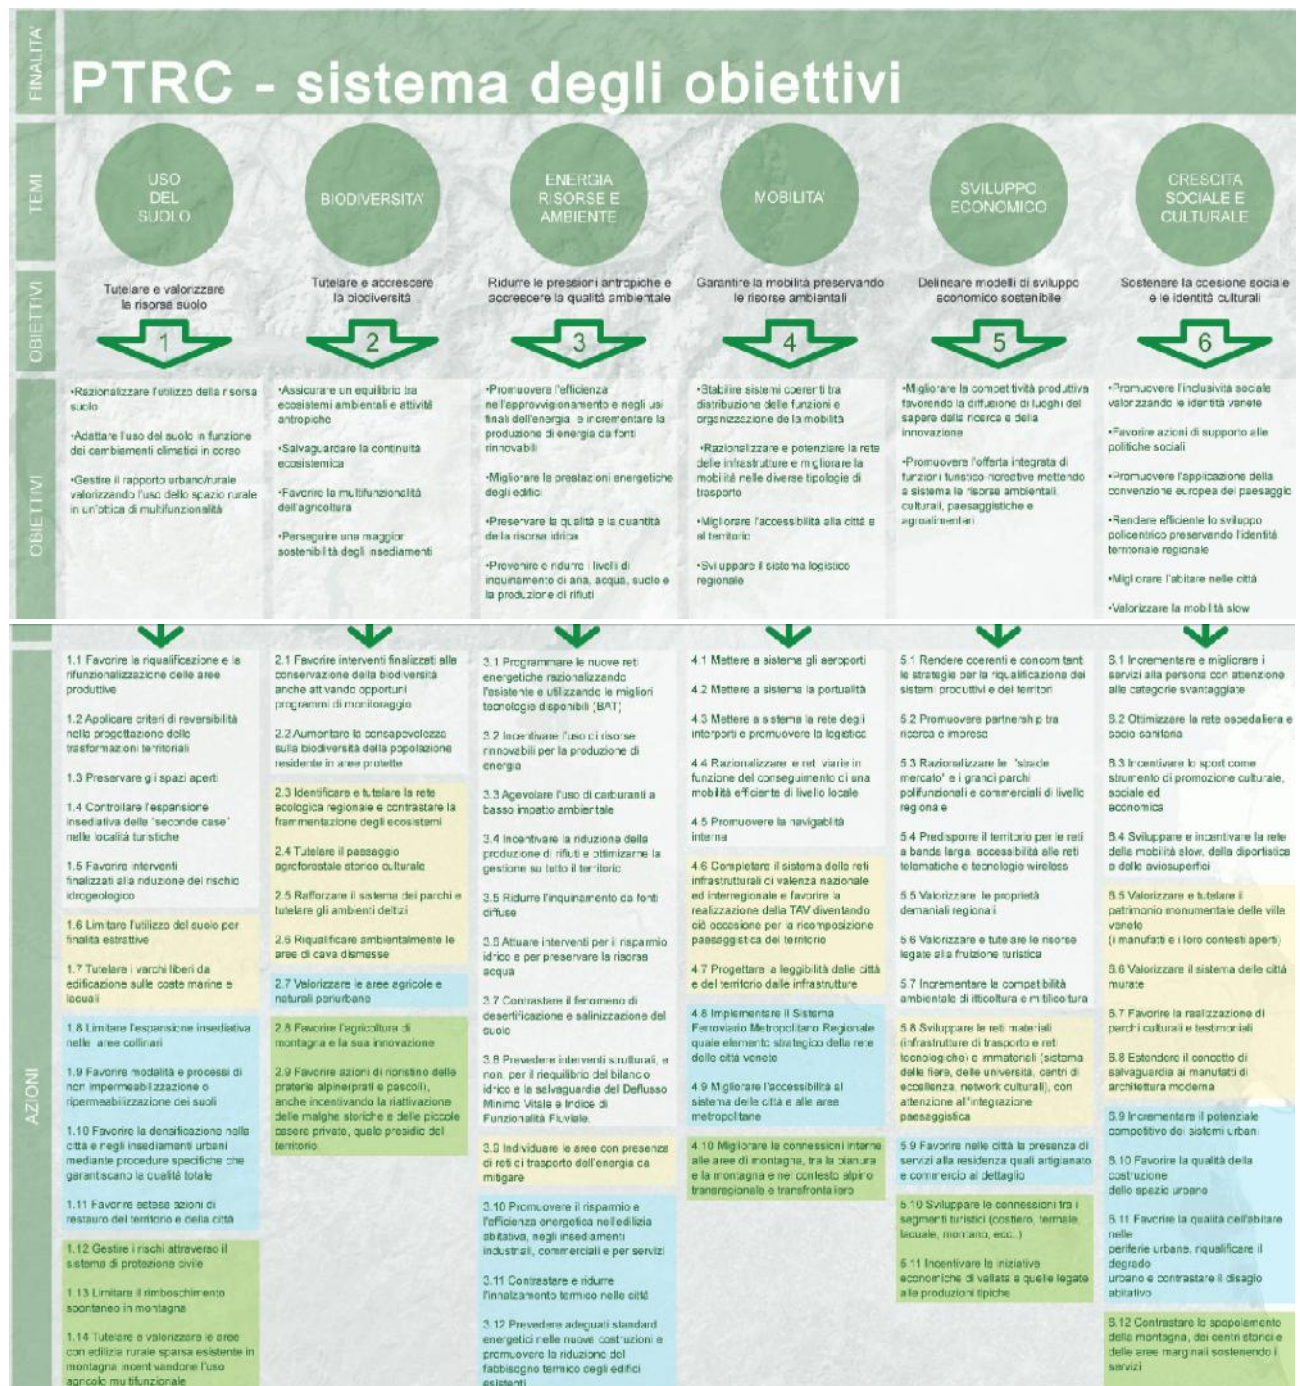 FINALITA'
PTRC - sistema degli obiettivi
TEMI
USO
DEL
SUOLO
BIODIVERSITA'
ENERGIA
RISORSE E
AMBIENTE
MOBILITA'
SVILUPPO
ECONOMICO
CRESCITA
SOCIALE E
CULTURALE
OBIETTIVI
Tutelare e valorizzare
la risorsa suolo
Tutelare e accrescere
la biodiversità
Ridurre le pressioni antropiche e
accrescere la qualità ambientale
Garantire la mobilità preservando
le risorse ambientali
Delineare modelli di sviluppo
economico sostenibile
Sostenere la coesione sociale
e le identità culturali
1
2
3
4
5
6
OBIETTIVI
•Razionalizzare l'utilizzo della risorsa
suolo
•Adattare l'uso del suolo in funzione
dei cambiamenti climatici in corso
•Gestire il rapporto urbano/rurale
valorizzando l'uso dello spazio rurale
in un'ottica di multifunzionalità
•Assicurare un equilibrio tra
ecosistemi ambientali e attività
antropiche
•Salvaguardare la continuità
ecosistemica
•Favorire la multifunzionalità
dell'agricoltura
•Perseguire una maggior
sostenibilità degli insediamenti
•Promuovere l'efficienza
nell'approvvigionamento e negli usi
finali dell'energia e incrementare la
produzione di energia da fonti
rinnovabili
•Migliorare le prestazioni energetiche
degli edifici
•Preservare la qualità e la quantità
della risorsa idrica
•Prevenire e ridurre i livelli di
inquinamento di aria, acqua, suolo e
la produzione di rifiuti
•Stabilire sistemi coerenti tra
distribuzione delle funzioni e
organizzazione della mobilità
•Razionalizzare e potenziare la rete
delle infrastrutture e migliorare la
mobilità nelle diverse tipologie di
trasporto
•Migliorare l'accessibilità alla città e
al territorio
•Sviluppare il sistema logistico
regionale
•Migliorare la competitività produttiva
favorendo la diffusione di luoghi del
sapere della ricerca e della
innovazione
•Promuovere l'offerta integrata di
funzioni turistico-ricreative mettendo
a sistema le risorse ambientali,
culturali, paesaggistiche e
agroalimentari
•Promuovere l'inclusività sociale
valorizzando le identità venete
•Favorire azioni di supporto alle
politiche sociali
•Promuovere l'applicazione della
convenzione europea del paesaggio
•Rendere efficiente lo sviluppo
policentrico preservando l'identità
territoriale regionale
•Migliorare l'abitare nelle città
•Valorizzare la mobilità slow
AZIONI
1.1 Favorire la riqualificazione e la
rifunzionalizzazione delle aree
produttive
1.2 Applicare criteri di reversibilità
nella progettazione delle
trasformazioni territoriali
1.3 Preservare gli spazi aperti
1.4 Controllare l'espansione
insediativa delle "seconde case"
nelle località turistiche
1.5 Favorire interventi
finalizzati alla riduzione del rischio
idrogeologico
1.6 Limitare l'utilizzo del suolo per
finalità estrattive
1.7 Tutelare i varchi liberi da
edificazione sulle coste marine e
lacuali
1.8 Limitare l'espansione insediativa
nelle aree collinari
1.9 Favorire modalità e processi di
non impermeabilizzazione o
ripermeabilizzazione dei suoli
1.10 Favorire la densificazione nelle
città e negli insediamenti urbani
mediante procedure specifiche che
garantiscano la qualità totale
1.11 Favorire estese azioni di
restauro del territorio e della città
1.12 Gestire i rischi attraverso il
sistema di protezione civile
1.13 Limitare il rimboschimento
spontaneo in montagna
1.14 Tutelare e valorizzare le aree
con edilizia rurale sparsa esistente in
montagna incentivandone l'uso
agricolo multifunzionale
2.1 Favorire interventi finalizzati alla
conservazione della biodiversità
anche attivando opportuni
programmi di monitoraggio
2.2 Aumentare la consapevolezza
sulla biodiversità della popolazione
residente in aree protette
2.3 Identificare e tutelare la rete
ecologica regionale e contrastare la
frammentazione degli ecosistemi
2.4 Tutelare il paesaggio
agroforestale storico culturale
2.5 Rafforzare il sistema dei parchi e
tutelare gli ambienti deltizi
2.6 Riqualificare ambientalmente le
aree di cava dismesse
2.7 Valorizzare le aree agricole e
naturali periurbane
2.8 Favorire l'agricoltura di
montagna e la sua innovazione
2.9 Favorire azioni di ripristino delle
praterie alpine(prati e pascoli),
anche incentivando la riattivazione
delle malghe storiche e delle piccole
casere private, quale presidio del
territorio
3.1 Programmare le nuove reti
energetiche razionalizzando
l'esistente e utilizzando le migliori
tecnologie disponibili (BAT)
3.2 Incentivare l'uso di risorse
rinnovabili per la produzione di
energia
3.3 Agevolare l'uso di carburanti a
basso impatto ambientale
3.4 Incentivare la riduzione della
produzione di rifiuti e ottimizzarne la
gestione su tutto il territorio
3.5 Ridurre l'inquinamento da fonti
diffuse
3.6 Attuare interventi per il risparmio
idrico e per preservare la risorsa
acqua
3.7 Contrastare il fenomeno di
desertificazione e salinizzazione del
suolo
3.8 Prevedere interventi strutturali, e
non, per il riequilibrio del bilancio
idrico e la salvaguardia del Deflusso
Minimo Vitale e Indice di
Funzionalità Fluviale,
3.9 Individuare le aree con presenza
di reti di trasporto dell'energia da
mitigare
3.10 Promuovere il risparmio e
l'efficienza energetica nell'edilizia
abitativa, negli insediamenti
industriali, commerciali e per servizi
3.11 Contrastare e ridurre
l'innalzamento termico nelle città
3.12 Prevedere adeguati standard
energetici nelle nuove costruzioni e
promuovere la riduzione del
fabbisogno termico degli edifici
esistenti
4.1 Mettere a sistema gli aeroporti
4.2 Mettere a sistema la portualità
4.3 Mettere a sistema la rete degli
interporti e promuovere la logistica
4.4 Razionalizzare le reti viarie in
funzione del conseguimento di una
mobilità efficiente di livello locale
4.5 Promuovere la navigabilità
interna
4.6 Completare il sistema delle reti
infrastrutturali di valenza nazionale
ed interregionale e favorire la
realizzazione della TAV diventando
ciò occasione per la ricomposizione
paesaggistica del territorio
4.7 Progettare la leggibilità delle città
e del territorio dalle infrastrutture
4.8 Implementare il Sistema
Ferroviario Metropolitano Regionale
quale elemento strategico della rete
delle città venete
4.9 Migliorare l'accessibilità al
sistema delle città e alle aree
metropolitane
4.10 Migliorare le connessioni interne
alle aree di montagna, tra la pianura
e la montagna e nel contesto alpino
transregionale e transfrontaliero
5.1 Rendere coerenti e concomitanti
le strategie per la riqualificazione dei
sistemi produttivi e dei territori
5.2 Promuovere partnership tra
ricerca e imprese
5.3 Razionalizzare le "strade
mercato" e i grandi parchi
polifunzionali e commerciali di livello
regionale
5.4 Predisporre il territorio per le reti
a banda larga, accessibilità alle reti
telematiche e tecnologie wireless
5.5 Valorizzare le proprietà
demaniali regionali
5.6 Valorizzare e tutelare le risorse
legate alla fruizione turistica
5.7 Incrementare la compatibilità
ambientale di itticoltura e mitilicoltura
5.8 Sviluppare le reti materiali
(infrastrutture di trasporto e reti
tecnologiche) e immateriali (sistema
delle fiere, delle università, centri di
eccellenza, network culturali), con
attenzione all'integrazione
paesaggistica
5.9 Favorire nelle città la presenza di
servizi alla residenza quali artigianato
e commercio al dettaglio
5.10 Sviluppare le connessioni fra i
segmenti turistici (costiero, termale,
lacuale, montano, ecc..)
5.11 Incentivare le iniziative
economiche di vallata e quelle legate
alle produzioni tipiche
6.1 Incrementare e migliorare i
servizi alla persona con attenzione
alle categorie svantaggiate
6.2 Ottimizzare la rete ospedaliera e
socio sanitaria
6.3 Incentivare lo sport come
strumento di promozione culturale,
sociale ed
economica
6.4 Sviluppare e incentivare la rete
della mobilità slow, della diportistica
e delle aviosuperfici
6.5 Valorizzare e tutelare il
patrimonio monumentale delle ville
venete
(i manufatti e i loro contesti aperti)
6.6 Valorizzare il sistema delle città
murate
6.7 Favorire la realizzazione di
parchi culturali e testimoniali
6.8 Estendere il concetto di
salvaguardia ai manufatti di
architettura moderna
6.9 Incrementare il potenziale
competitivo dei sistemi urbani
6.10 Favorire la qualità della
costruzione
dello spazio urbano
6.11 Favorire la qualità dell'abitare
nelle
periferie urbane, riqualificare il
degrado
urbano e contrastare il disagio
abitativo
6.12 Contrastare lo spopolamento
della montagna, dei centri storici e
delle aree marginali sostenendo i
servizi